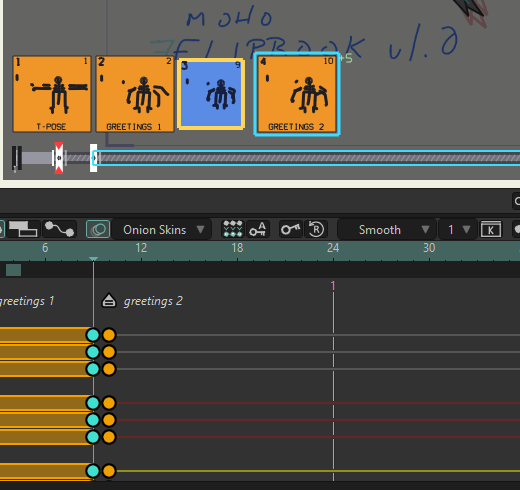 MOHO
FLIPBOOK v1.0
1 1
T-POSE
2 2
GREETINGS 1
3 9
4 10
GREETINGS 2
+5
Onion Skins
A
R
Smooth
1
K
6 12 18 24 30
greetings 1
greetings 2
1